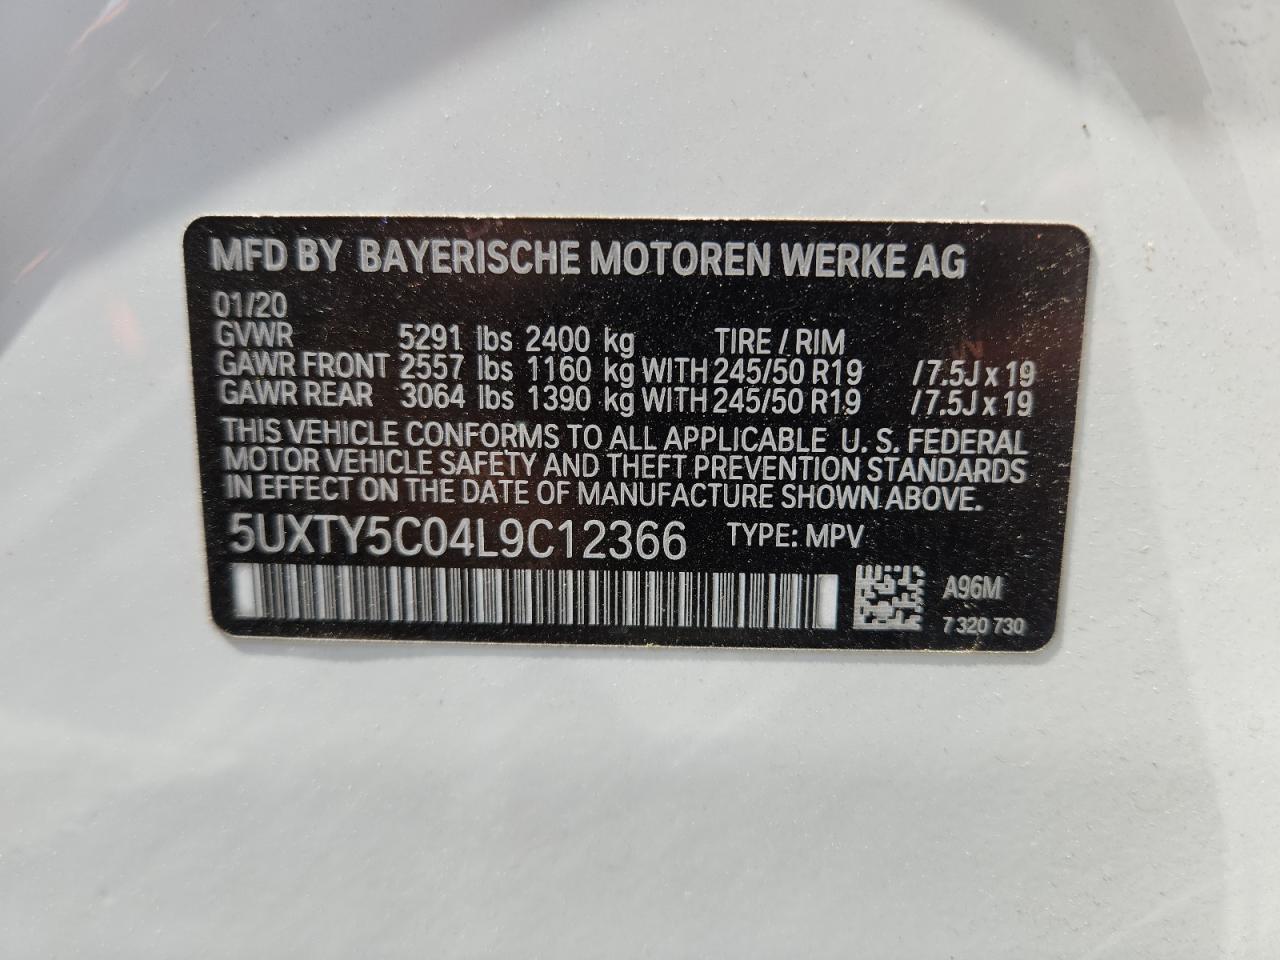 MFD BY BAYERISCHE MOTOREN WERKE AG
01/20
GVWR 5291 lbs 2400 kg TIRE / RIM
GAWR FRONT 2557 lbs 1160 kg WITH 245/50 R19 /7.5J x 19
GAWR REAR 3064 lbs 1390 kg WITH 245/50 R19 /7.5J x 19
THIS VEHICLE CONFORMS TO ALL APPLICABLE U. S. FEDERAL
MOTOR VEHICLE SAFETY AND THEFT PREVENTION STANDARDS
IN EFFECT ON THE DATE OF MANUFACTURE SHOWN ABOVE.
5UXTY5C04L9C12366 TYPE: MPV
A96M
7 320 730